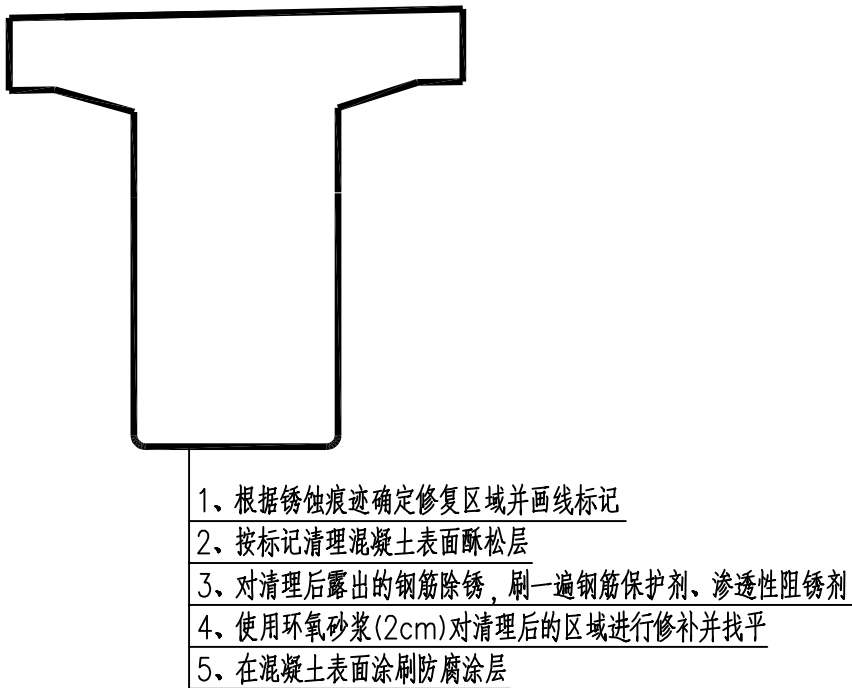 1、根据锈蚀痕迹确定修复区域并画线标记
2、按标记清理混凝土表面酥松层
3、对清理后露出的钢筋除锈，刷一遍钢筋保护剂、渗透性阻锈剂
4、使用环氧砂浆(2cm)对清理后的区域进行修补并找平
5、在混凝土表面涂刷防腐涂层